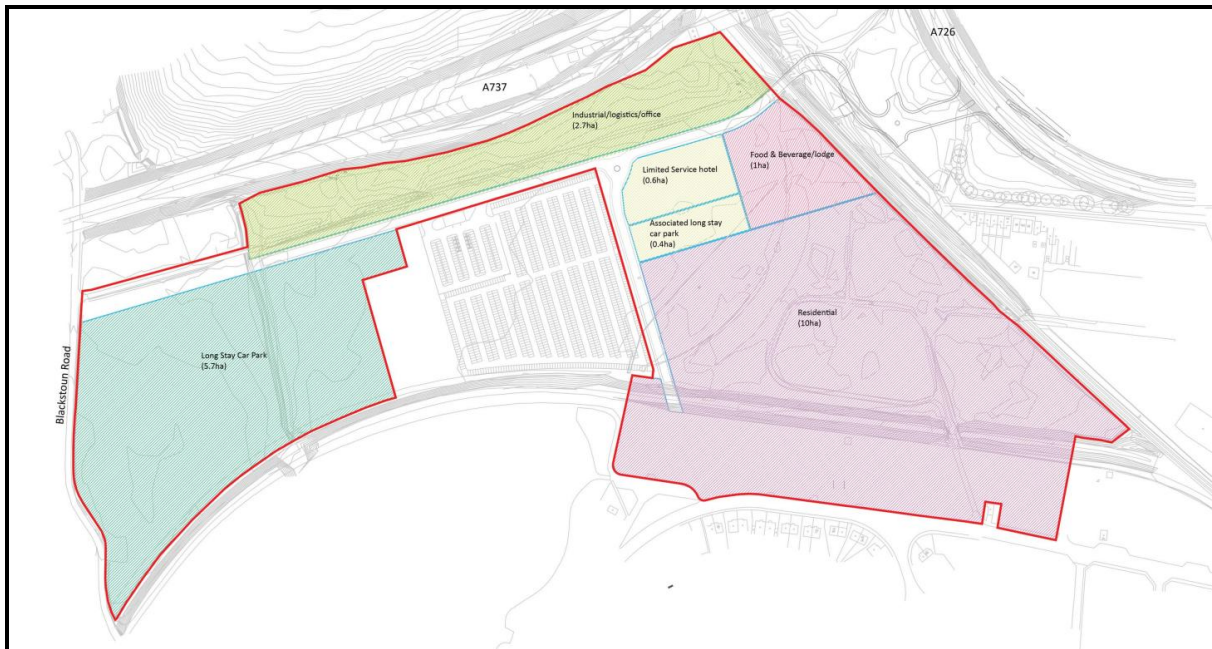 A726
A737
Industrial/logistics/office
(2.7ha)
Food & Beverage/lodge
(1ha)
Limited Service hotel
(0.6ha)
Associated long stay
car park
(0.4ha)
Residential
(10ha)
Long Stay Car Park
(5.7ha)
Blackstoun Road